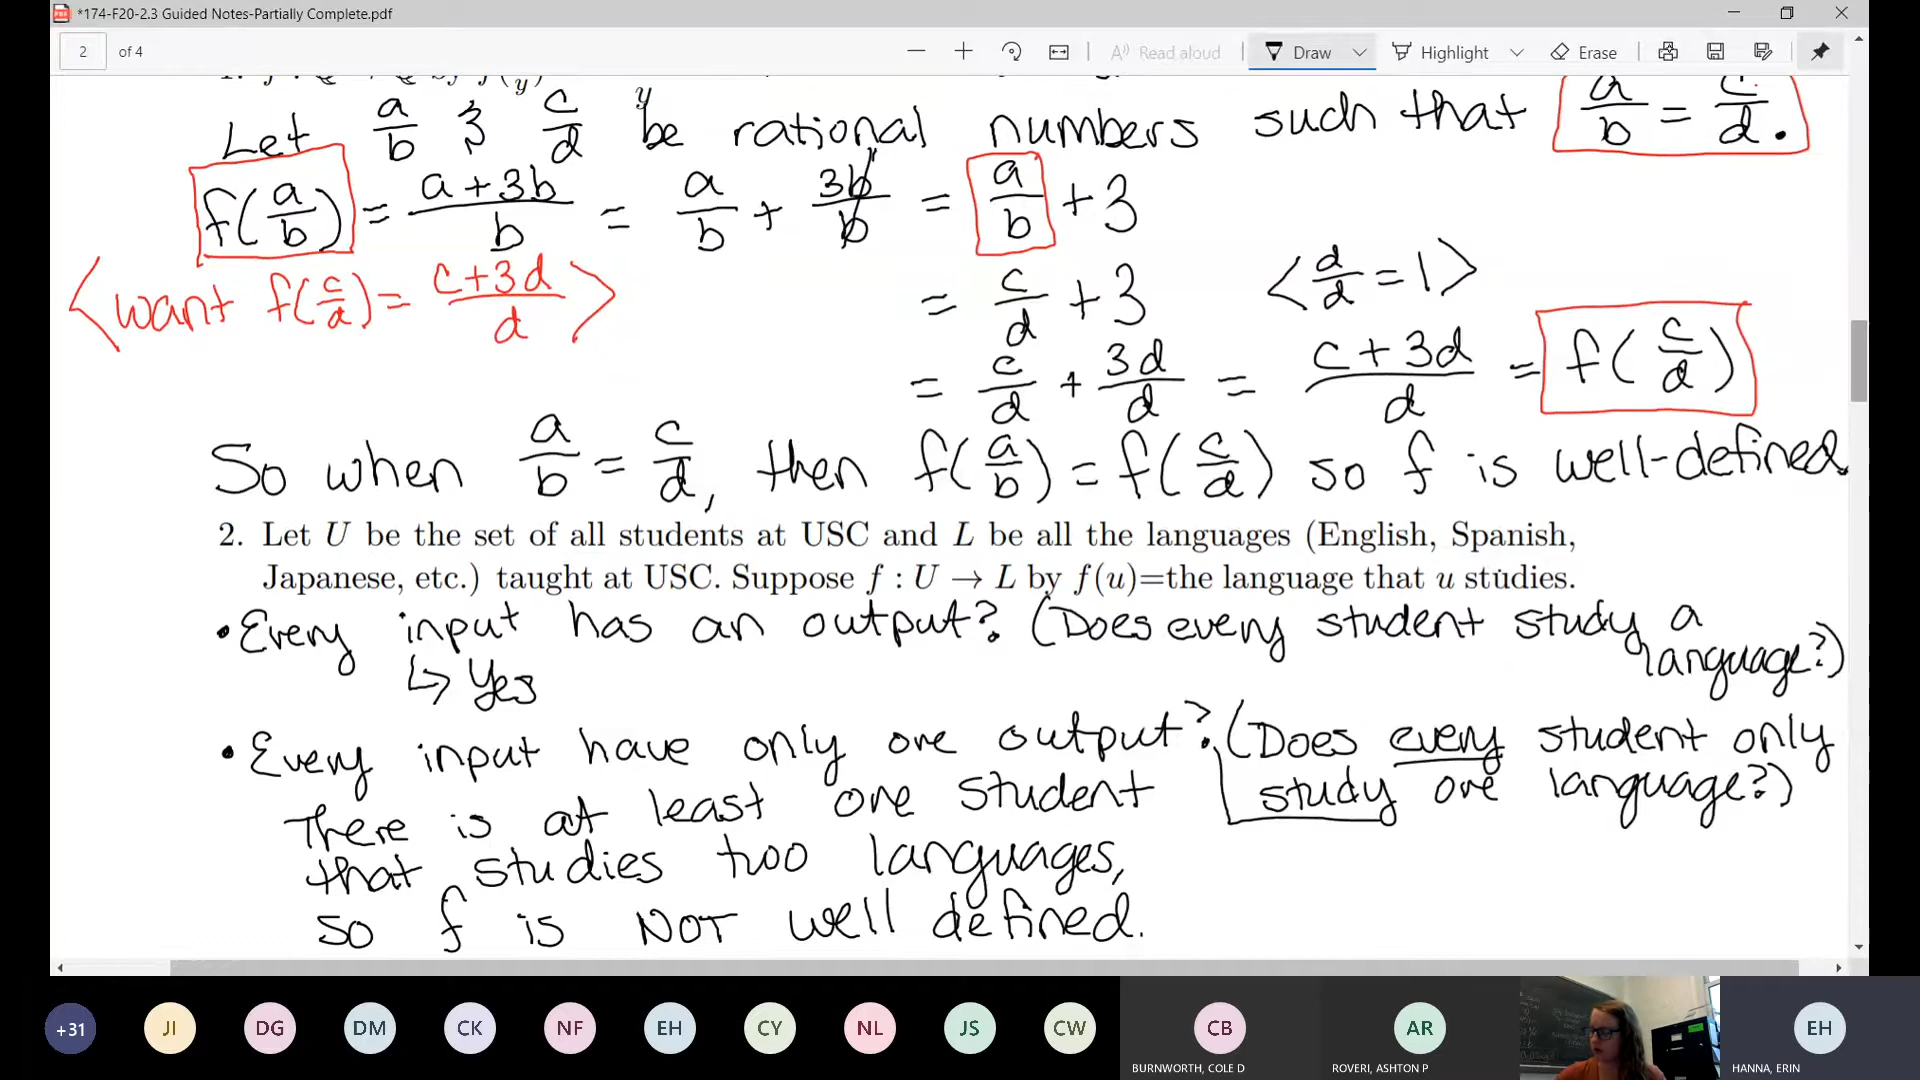 *174-F20-2.3 Guided Notes-Partially Complete.pdf
2 of 4 Read aloud Draw Highlight Erase
Let a/b & c/d be rational numbers such that a/b = c/d.
f(a/b) = (a+3b)/b = a/b + 3b/b = a/b + 3
<want f(c/d) = (c+3d)/d>
= c/d + 3 <d/d = 1>
= c/d + 3d/d = (c+3d)/d = f(c/d)
So when a/b = c/d, then f(a/b) = f(c/d) so f is well-defined.
2. Let U be the set of all students at USC and L be all the languages (English, Spanish,
Japanese, etc.) taught at USC. Suppose f : U → L by f(u)=the language that u studies.
• Every input has an output? (Does every student study a
language?)
↳ Yes
• Every input have only one output? (Does every student only
study one language?)
There is at least one student
that studies two languages,
so f is NOT well defined.
+31 JI DG DM CK NF EH CY NL JS CW CB AR EH
BURNWORTH, COLE D ROVERI, ASHTON P HANNA, ERIN